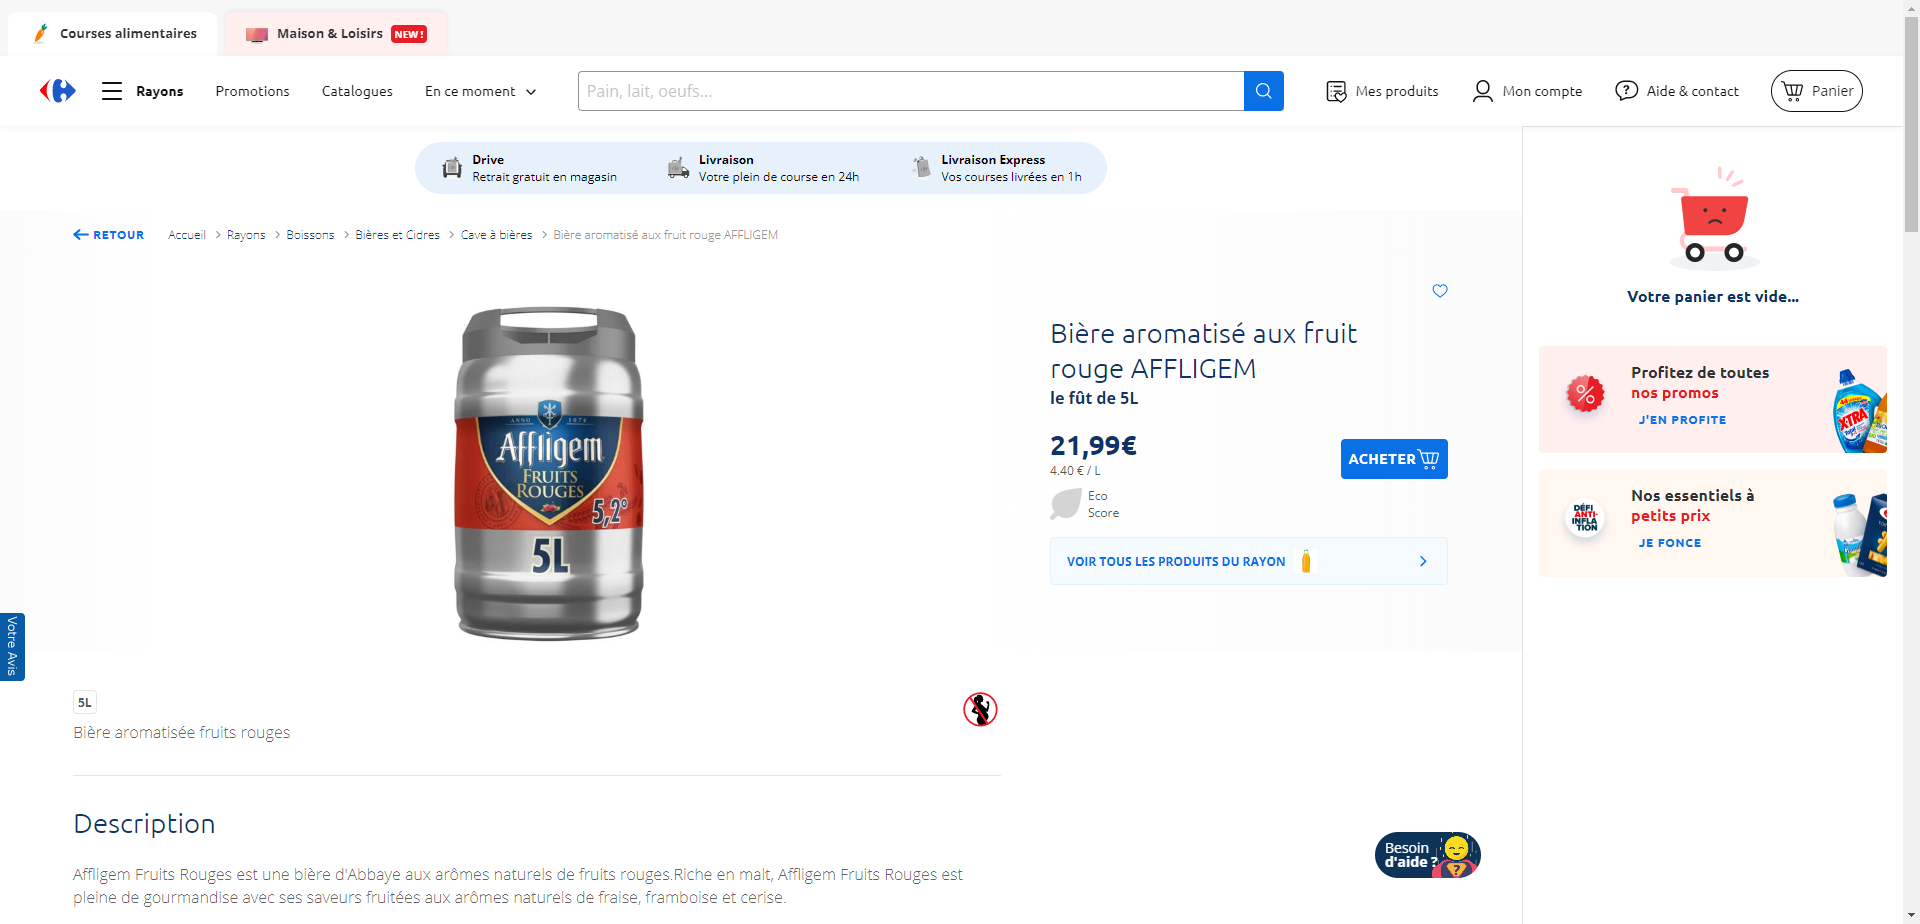 Courses alimentaires
Maison & Loisirs NEW !
Rayons
Promotions
Catalogues
En ce moment
Pain, lait, oeufs...
Mes produits
Mon compte
Aide & contact
Panier
Drive
Retrait gratuit en magasin
Livraison
Votre plein de course en 24h
Livraison Express
Vos courses livrées en 1h
RETOUR
Accueil > Rayons > Boissons > Bières et Cidres > Cave à bières > Bière aromatisé aux fruit rouge AFFLIGEM
ANNO 1074
Affligem
FRUITS
ROUGES
5,2°
5L
Bière aromatisé aux fruit
rouge AFFLIGEM
le fût de 5L
21,99€
4.40 € / L
ACHETER
Eco
Score
VOIR TOUS LES PRODUITS DU RAYON
Votre panier est vide...
Profitez de toutes
nos promos
J'EN PROFITE
X·TRA
Nos essentiels à
petits prix
JE FONCE
DÉFI
ANTI-
INFLA
TION
Votre Avis
5L
Bière aromatisée fruits rouges
Description
Affligem Fruits Rouges est une bière d'Abbaye aux arômes naturels de fruits rouges.Riche en malt, Affligem Fruits Rouges est
pleine de gourmandise avec ses saveurs fruitées aux arômes naturels de fraise, framboise et cerise.
Besoin
d'aide ?